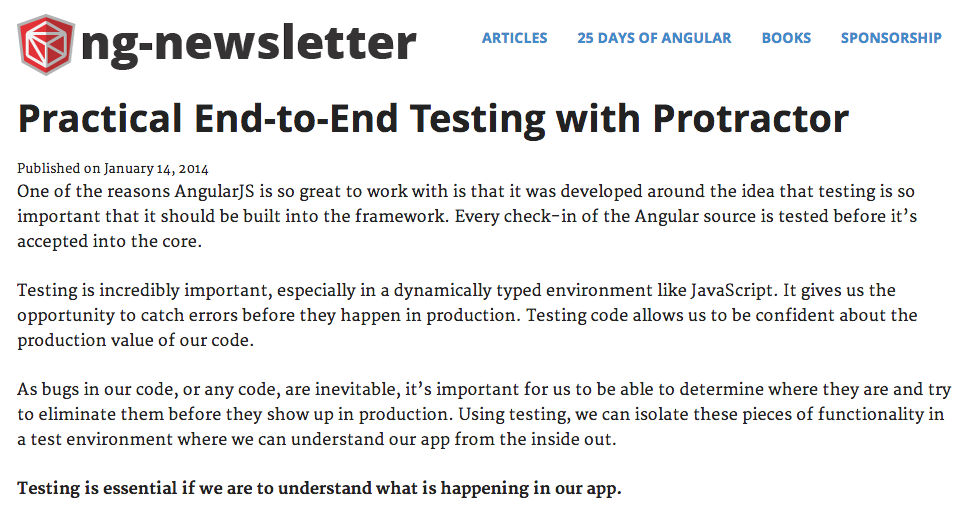 ng-newsletter
ARTICLES 25 DAYS OF ANGULAR BOOKS SPONSORSHIP
Practical End-to-End Testing with Protractor
Published on January 14, 2014
One of the reasons AngularJS is so great to work with is that it was developed around the idea that testing is so
important that it should be built into the framework. Every check-in of the Angular source is tested before it’s
accepted into the core.
Testing is incredibly important, especially in a dynamically typed environment like JavaScript. It gives us the
opportunity to catch errors before they happen in production. Testing code allows us to be confident about the
production value of our code.
As bugs in our code, or any code, are inevitable, it’s important for us to be able to determine where they are and try
to eliminate them before they show up in production. Using testing, we can isolate these pieces of functionality in
a test environment where we can understand our app from the inside out.
Testing is essential if we are to understand what is happening in our app.